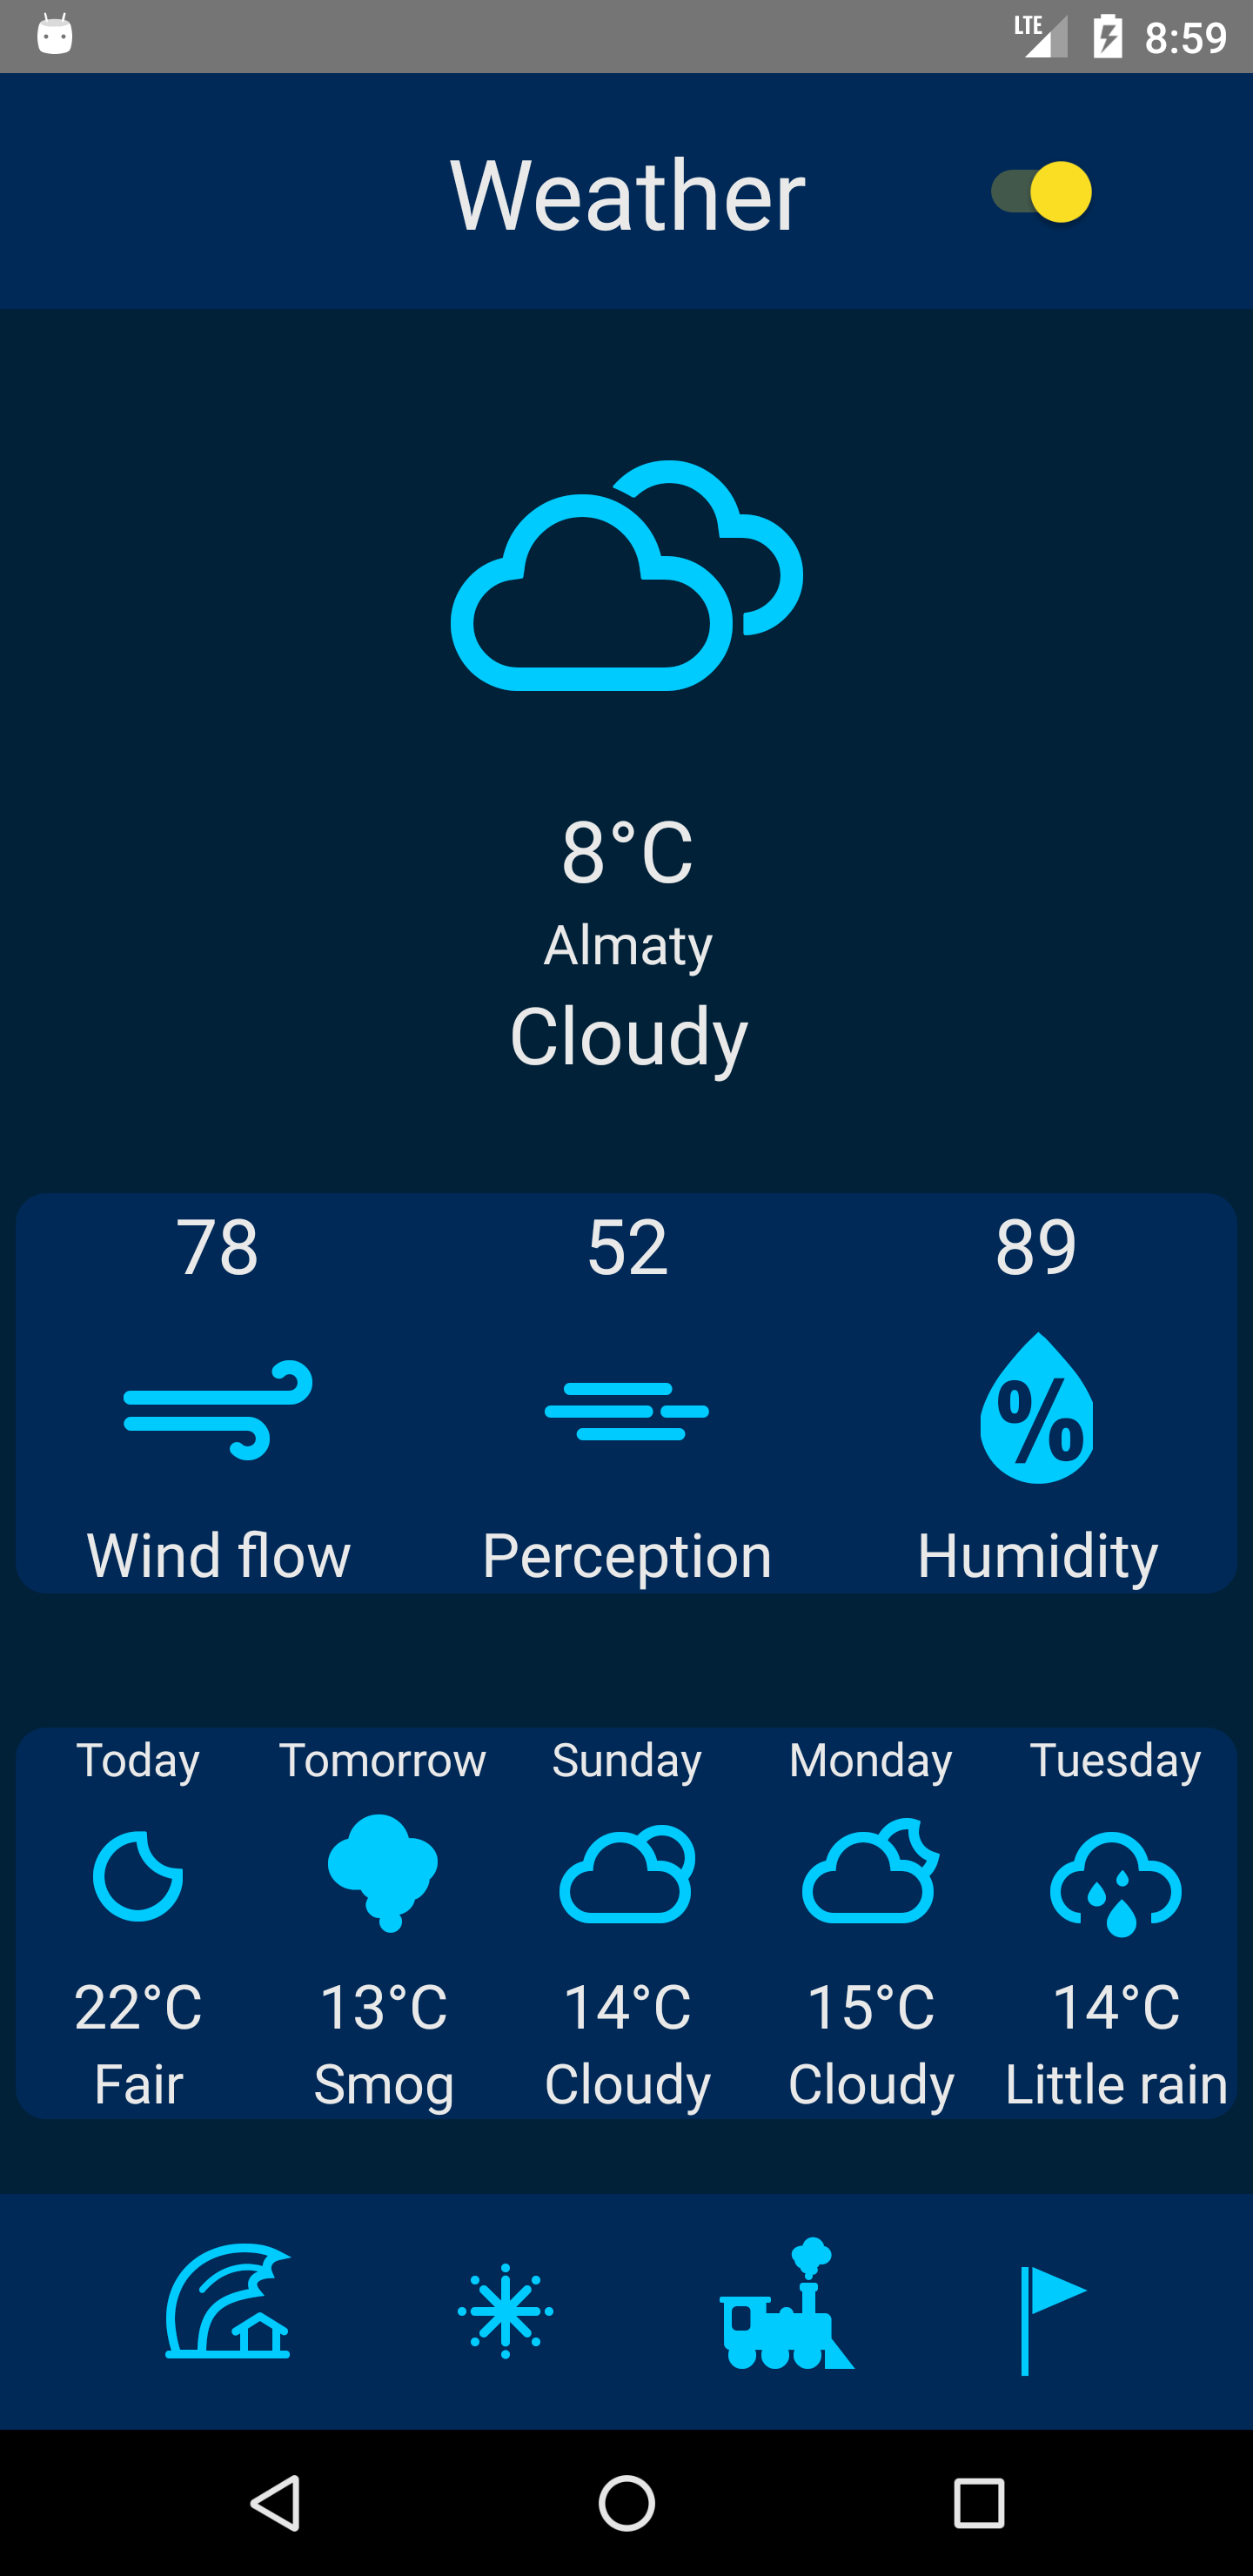 LTE 8:59
Weather
8°C
Almaty
Cloudy
78 52 89
%
Wind flow Perception Humidity
Today Tomorrow Sunday Monday Tuesday
22°C 13°C 14°C 15°C 14°C
Fair Smog Cloudy Cloudy Little rain